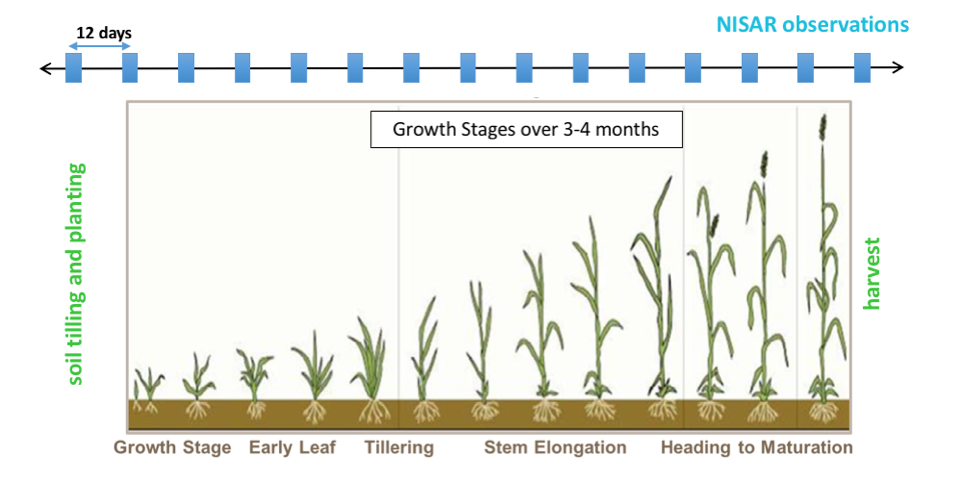 NISAR observations
12 days
Growth Stages over 3-4 months
soil tilling and planting
harvest
Growth Stage
Early Leaf
Tillering
Stem Elongation
Heading to Maturation